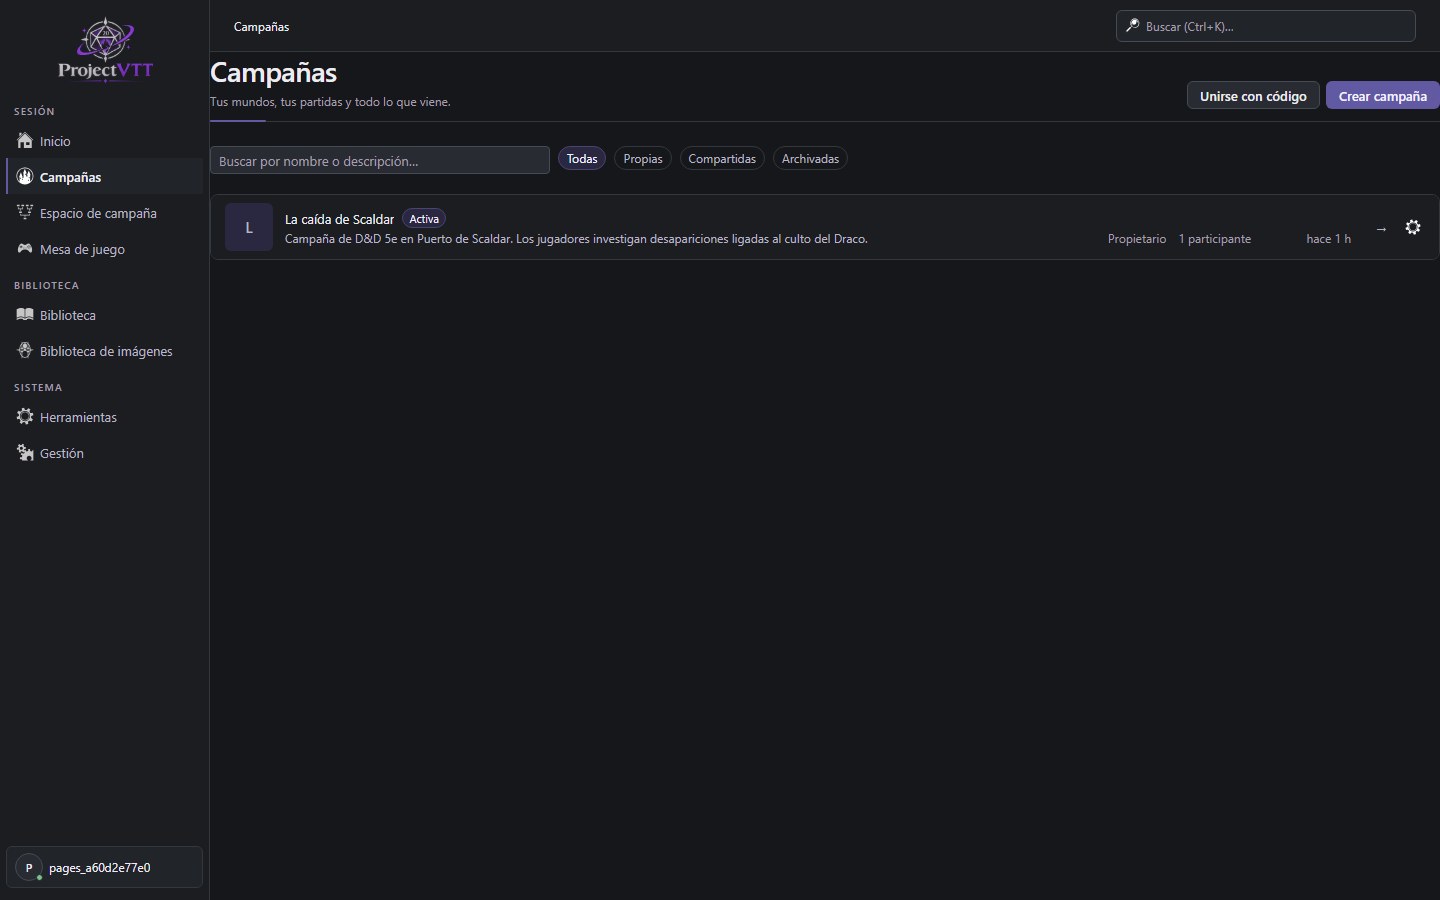 ProjectVTT
SESIÓN
Inicio
Campañas
Espacio de campaña
Mesa de juego
BIBLIOTECA
Biblioteca
Biblioteca de imágenes
SISTEMA
Herramientas
Gestión
P pages_a60d2e77e0
Campañas
Buscar (Ctrl+K)...
Campañas
Tus mundos, tus partidas y todo lo que viene.
Unirse con código
Crear campaña
Buscar por nombre o descripción...
Todas
Propias
Compartidas
Archivadas
L
La caída de Scaldar Activa
Campaña de D&D 5e en Puerto de Scaldar. Los jugadores investigan desapariciones ligadas al culto del Draco.
Propietario 1 participante hace 1 h →